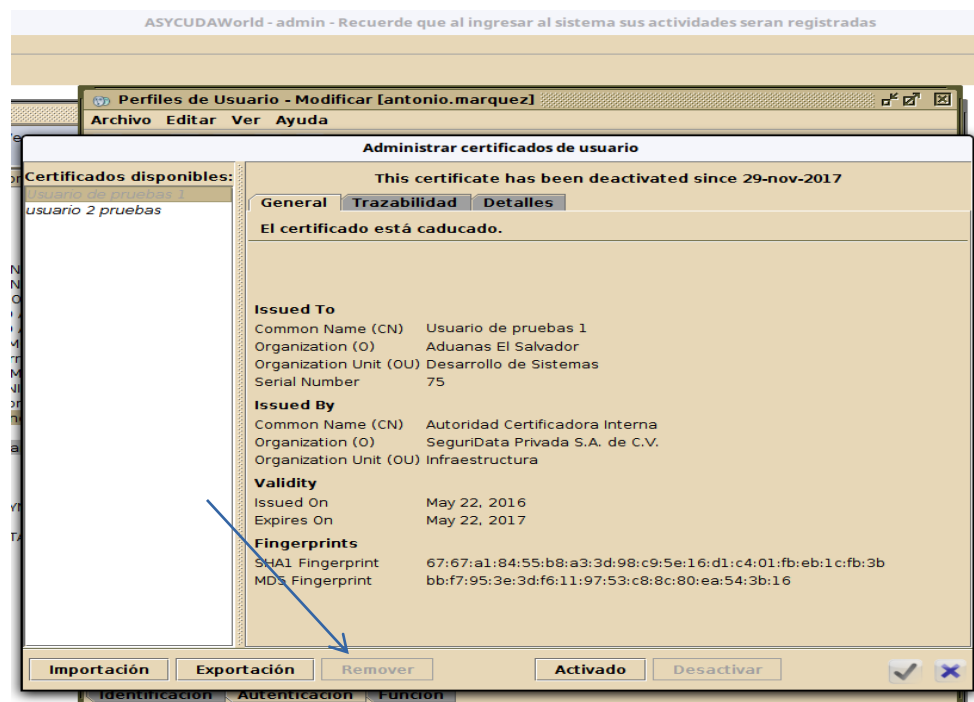 ASYCUDAWorld - admin - Recuerde que al ingresar al sistema sus actividades seran registradas
Perfiles de Usuario - Modificar [antonio.marquez]
Archivo Editar Ver Ayuda
Administrar certificados de usuario
Certificados disponibles:
Usuario de pruebas 1
usuario 2 pruebas
This certificate has been deactivated since 29-nov-2017
General Trazabilidad Detalles
El certificado está caducado.
Issued To
Common Name (CN) Usuario de pruebas 1
Organization (O) Aduanas El Salvador
Organization Unit (OU) Desarrollo de Sistemas
Serial Number 75
Issued By
Common Name (CN) Autoridad Certificadora Interna
Organization (O) SeguriData Privada S.A. de C.V.
Organization Unit (OU) Infraestructura
Validity
Issued On May 22, 2016
Expires On May 22, 2017
Fingerprints
SHA1 Fingerprint 67:67:a1:84:55:b8:a3:3d:98:c9:5e:16:d1:c4:01:fb:eb:1c:fb:3b
MD5 Fingerprint bb:f7:95:3e:3d:f6:11:97:53:c8:8c:80:ea:54:3b:16
Importación Exportación Remover Activado Desactivar
Identificación Autenticación Función